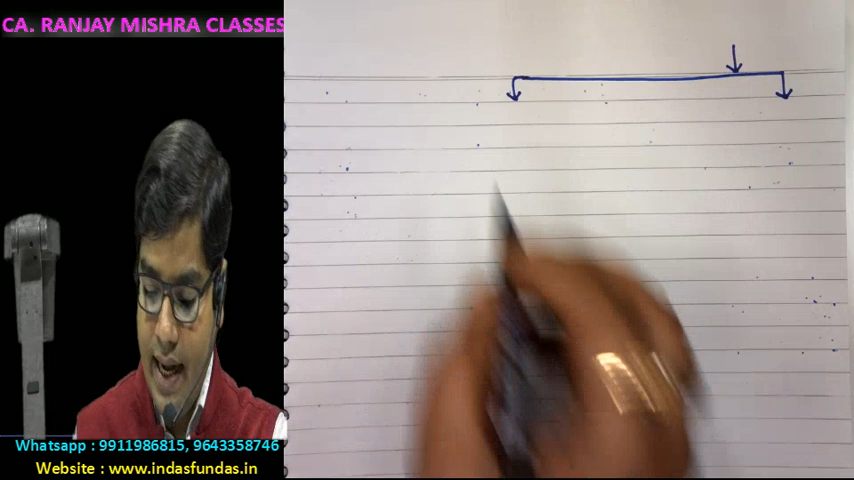 CA. RANJAY MISHRA CLASSES
Whatsapp : 9911986815, 9643358746
Website : www.indasfundas.in